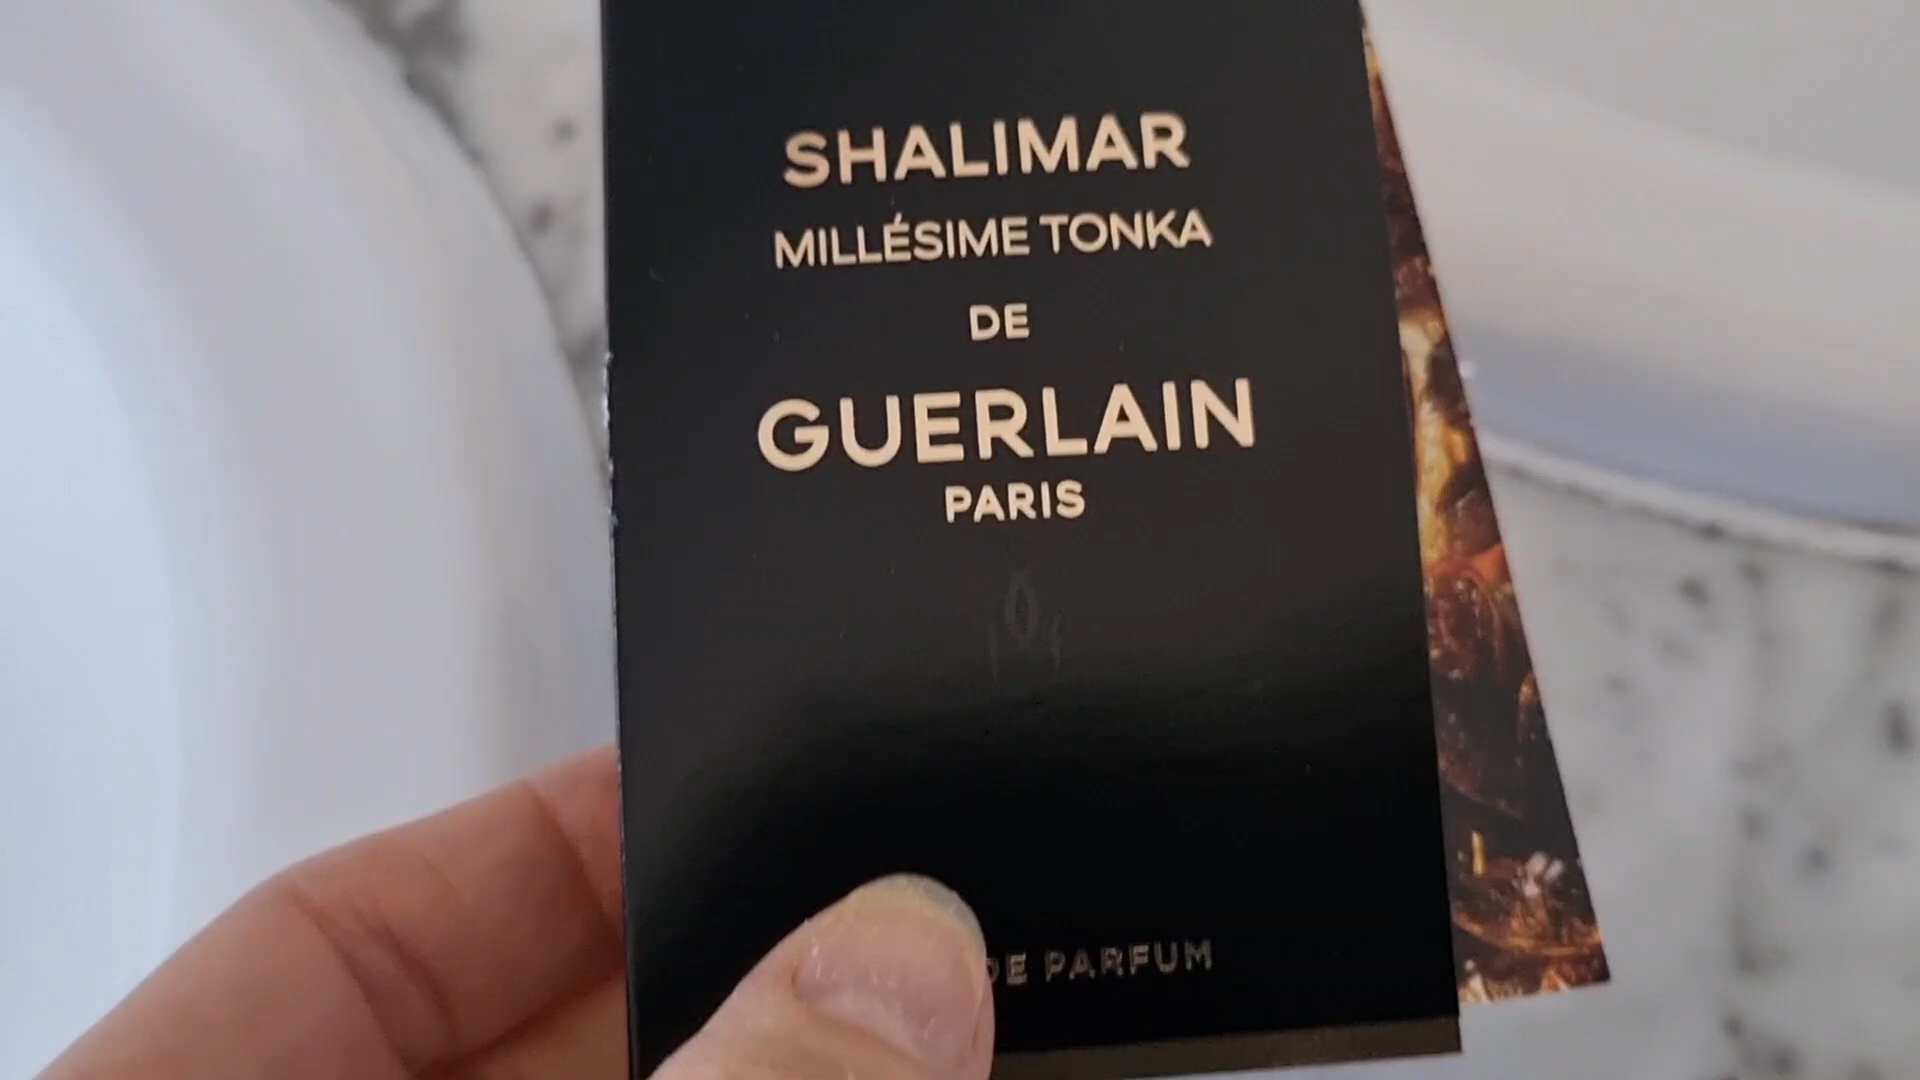 SHALIMAR
MILLÉSIME TONKA
DE
GUERLAIN
PARIS
DE PARFUM